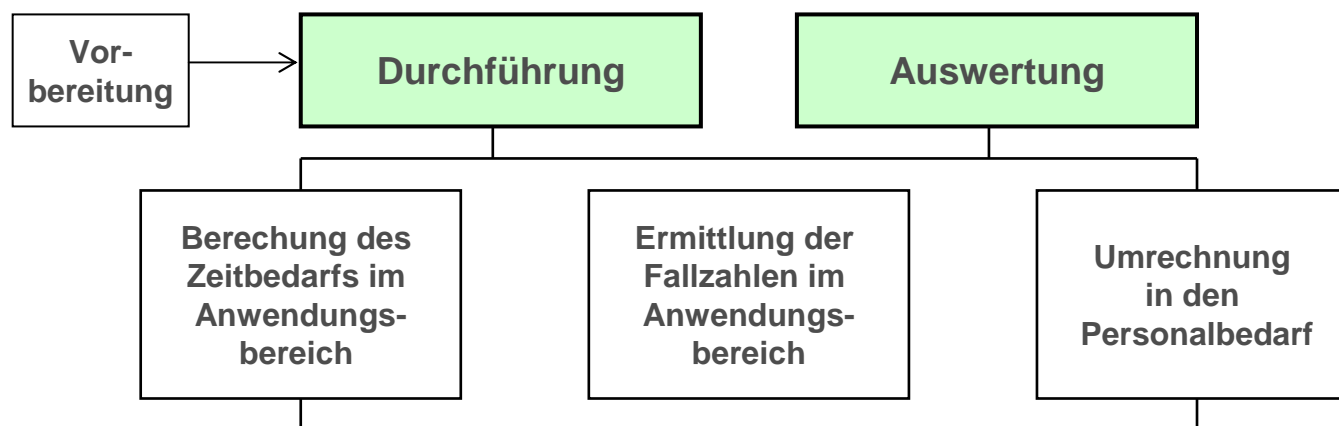 Vor-
bereitung
Durchführung
Auswertung
Berechung des
Zeitbedarfs im
Anwendungs-
bereich
Ermittlung der
Fallzahlen im
Anwendungs-
bereich
Umrechnung
in den
Personalbedarf